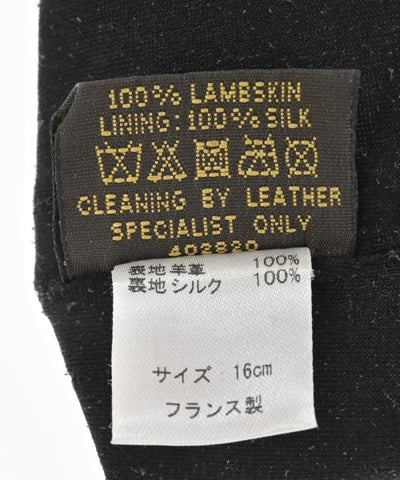 100% LAMBSKIN
LINING: 100% SILK
CLEANING BY LEATHER
SPECIALIST ONLY
表地 羊革 100%
裏地 シルク 100%
サイズ 16cm
フランス製